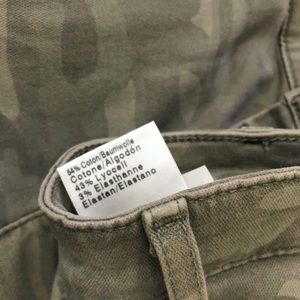 54% Coton/Baumwolle
Cotone/Algodón
43% Lyocell
3% Elasthanne
Elasten/Elastano